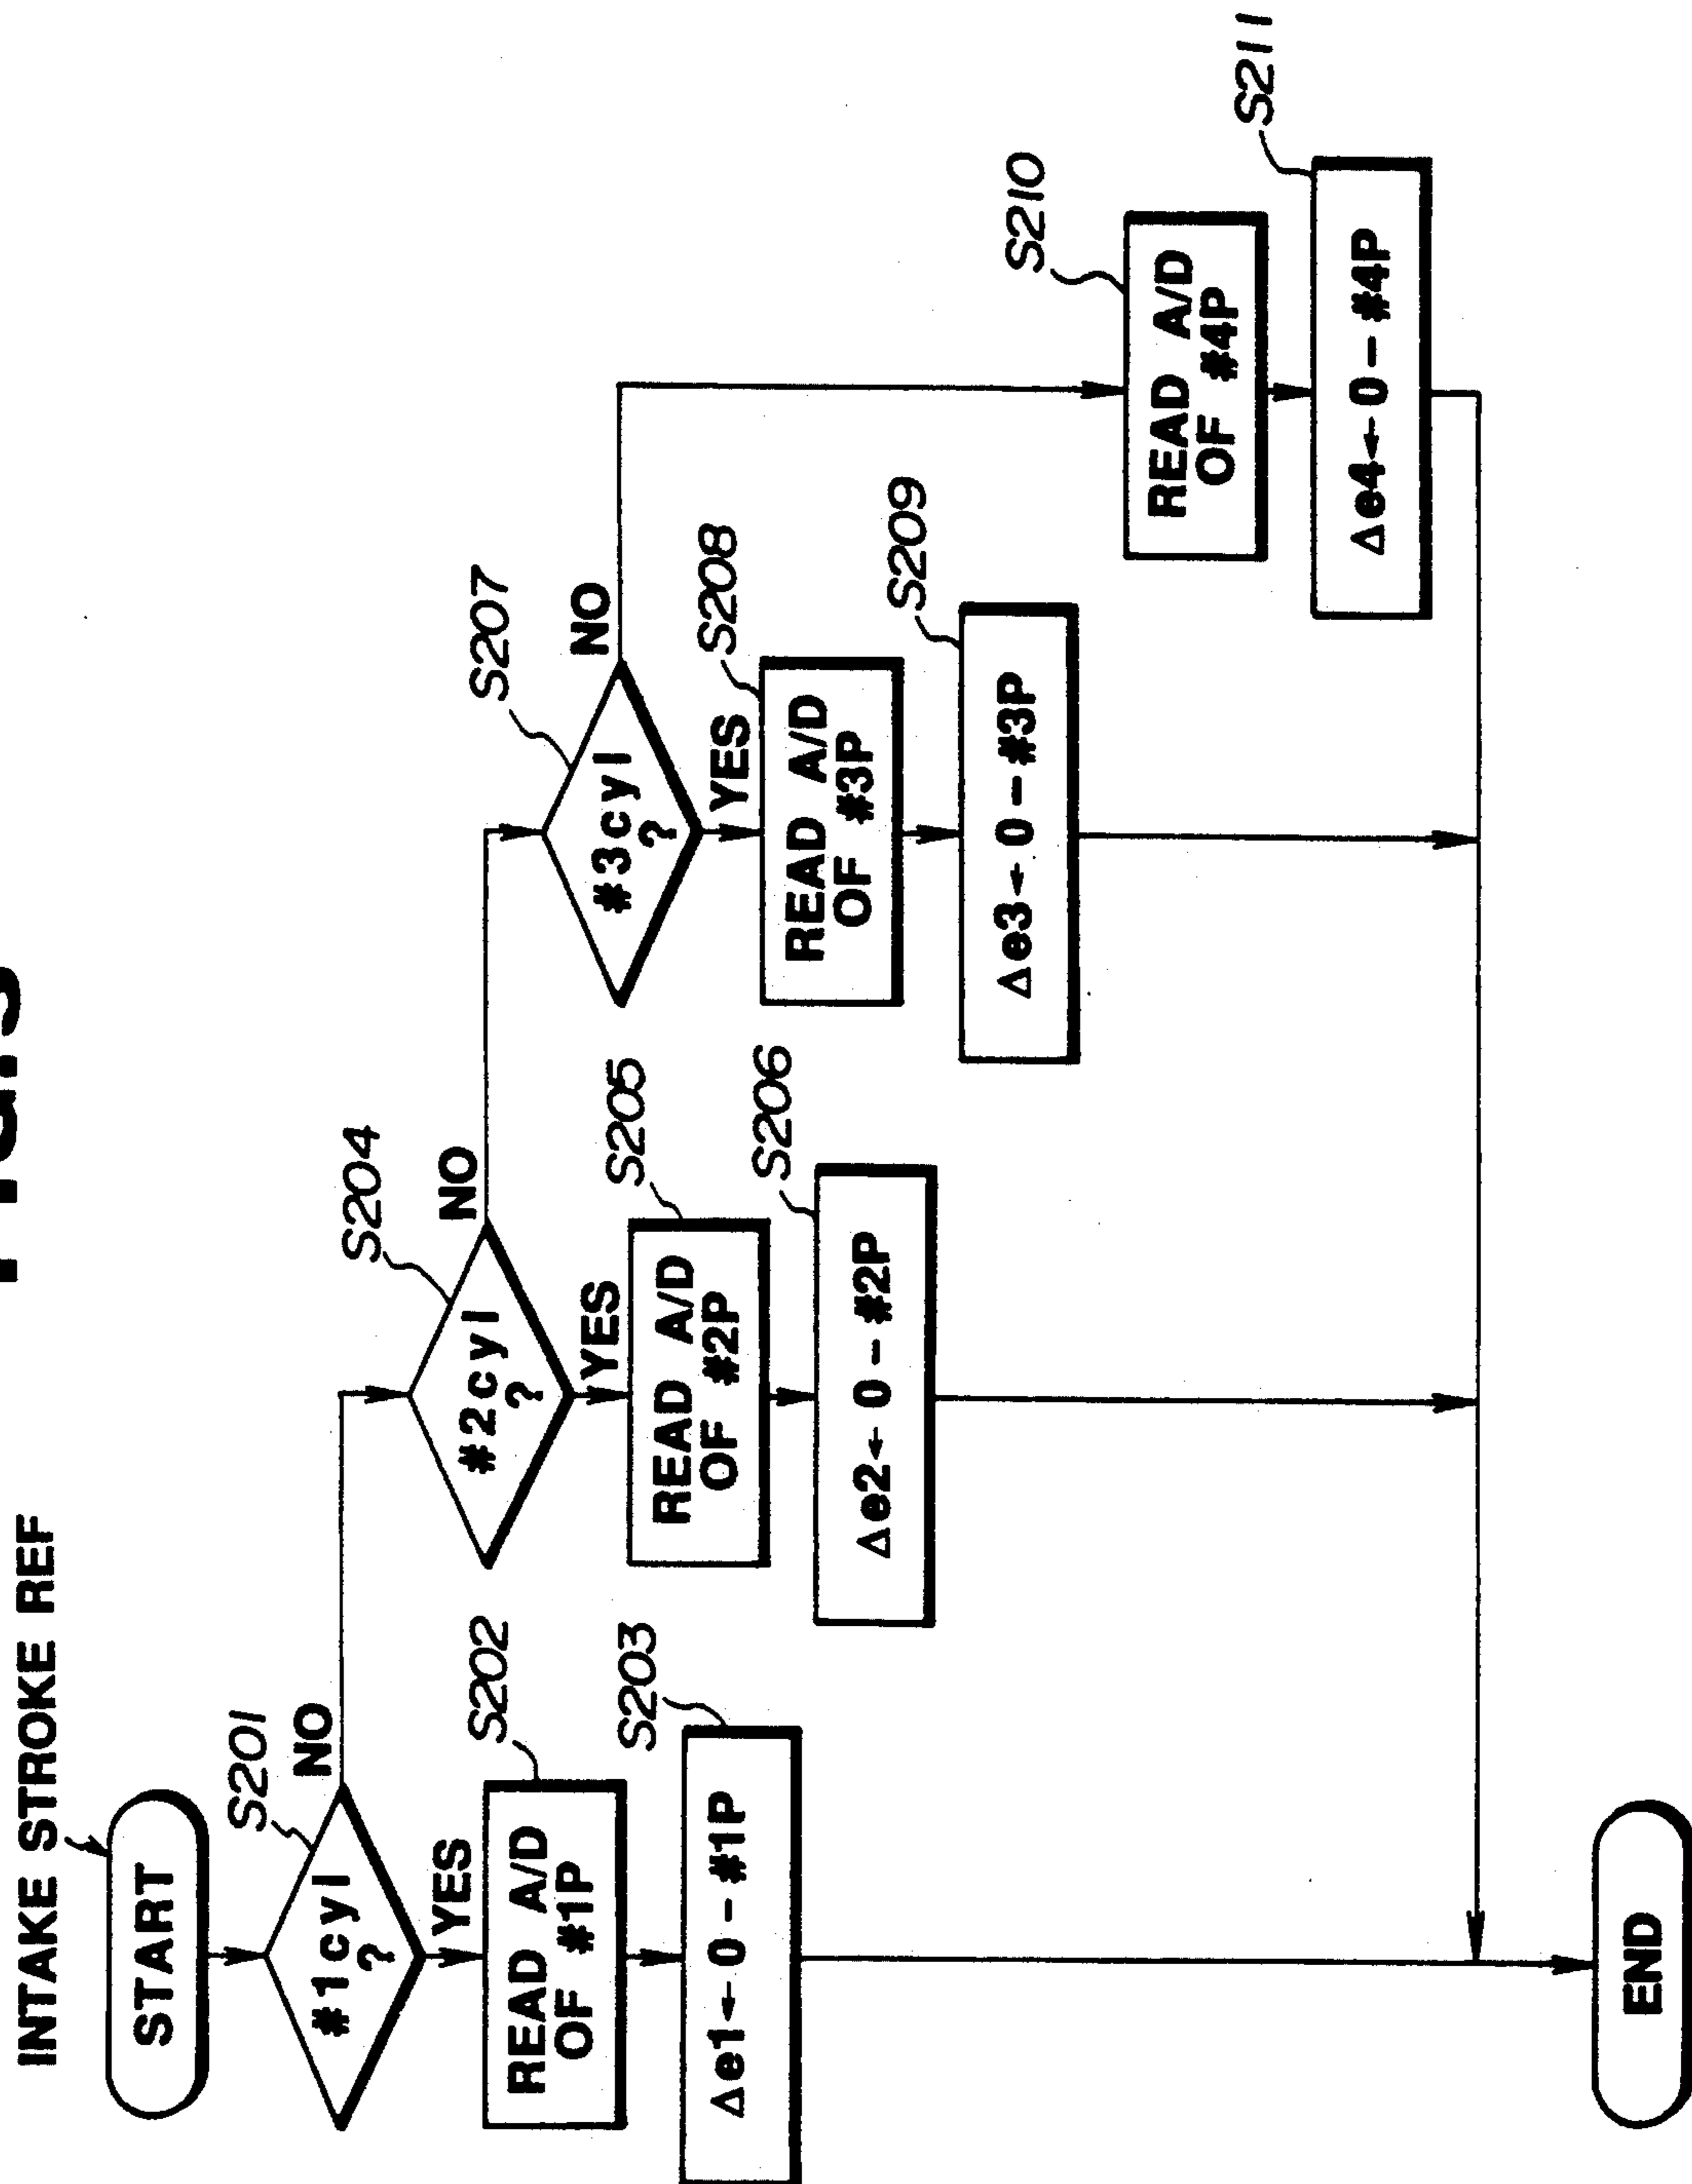 INTAKE STROKE REF
START
S201
#1cyl
?
NO
YES
S202
READ A/D
OF #1P
S203
Δe1←0-#1P
S204
#2cyl
?
NO
YES
S205
READ A/D
OF #2P
S206
Δe2←0-#2P
S207
#3cyl
?
NO
YES
S208
READ A/D
OF #3P
S209
Δe3←0-#3P
S210
READ A/D
OF #4P
S211
Δe4←0-#4P
END